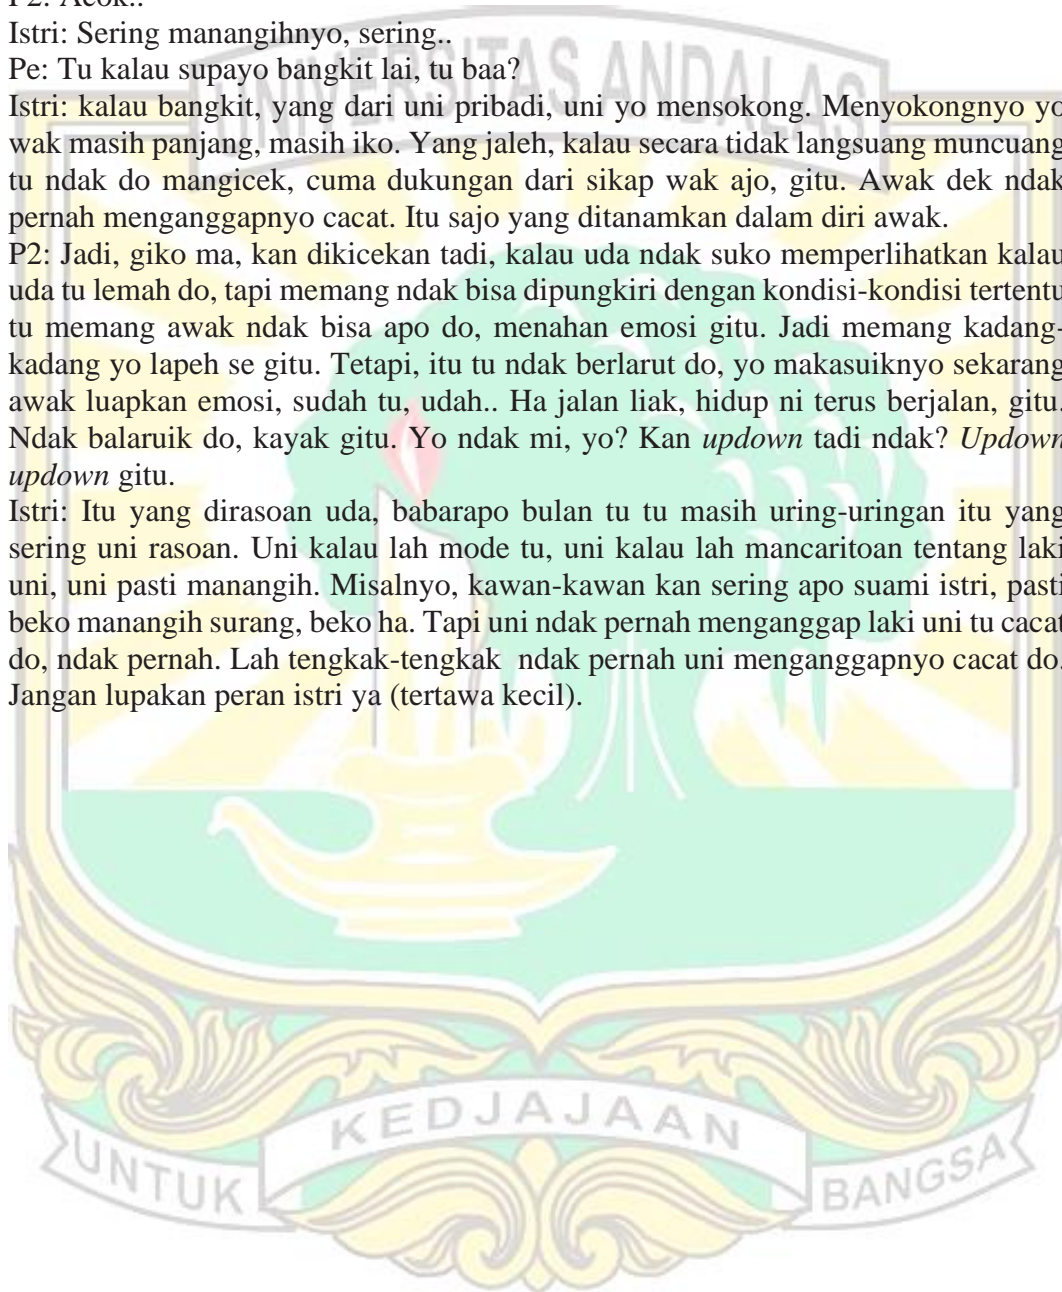 P2: Acok..
Istri: Sering manangihnyo, sering..
Pe: Tu kalau supayo bangkit lai, tu baa?
Istri: kalau bangkit, yang dari uni pribadi, uni yo mensokong. Menyokongnyo yo
wak masih panjang, masih iko. Yang jaleh, kalau secara tidak langsuang muncuang
tu ndak do mangicek, cuma dukungan dari sikap wak ajo, gitu. Awak dek ndak
pernah menganggapnyo cacat. Itu sajo yang ditanamkan dalam diri awak.
P2: Jadi, giko ma, kan dikicekan tadi, kalau uda ndak suko memperlihatkan kalau
uda tu lemah do, tapi memang ndak bisa dipungkiri dengan kondisi-kondisi tertentu
tu memang awak ndak bisa apo do, menahan emosi gitu. Jadi memang kadang-
kadang yo lapeh se gitu. Tetapi, itu tu ndak berlarut do, yo makasuiknyo sekarang
awak luapkan emosi, sudah tu, udah.. Ha jalan liak, hidup ni terus berjalan, gitu.
Ndak balaruik do, kayak gitu. Yo ndak mi, yo? Kan updown tadi ndak? Updown
updown gitu.
Istri: Itu yang dirasoan uda, babarapo bulan tu tu masih uring-uringan itu yang
sering uni rasoan. Uni kalau lah mode tu, uni kalau lah mancaritoan tentang laki
uni, uni pasti manangih. Misalnyo, kawan-kawan kan sering apo suami istri, pasti
beko manangih surang, beko ha. Tapi uni ndak pernah menganggap laki uni tu cacat
do, ndak pernah. Lah tengkak-tengkak ndak pernah uni menganggapnyo cacat do.
Jangan lupakan peran istri ya (tertawa kecil).
UNIVERSITAS ANDALAS
UNTUK KEDJAJAAN BANGSA